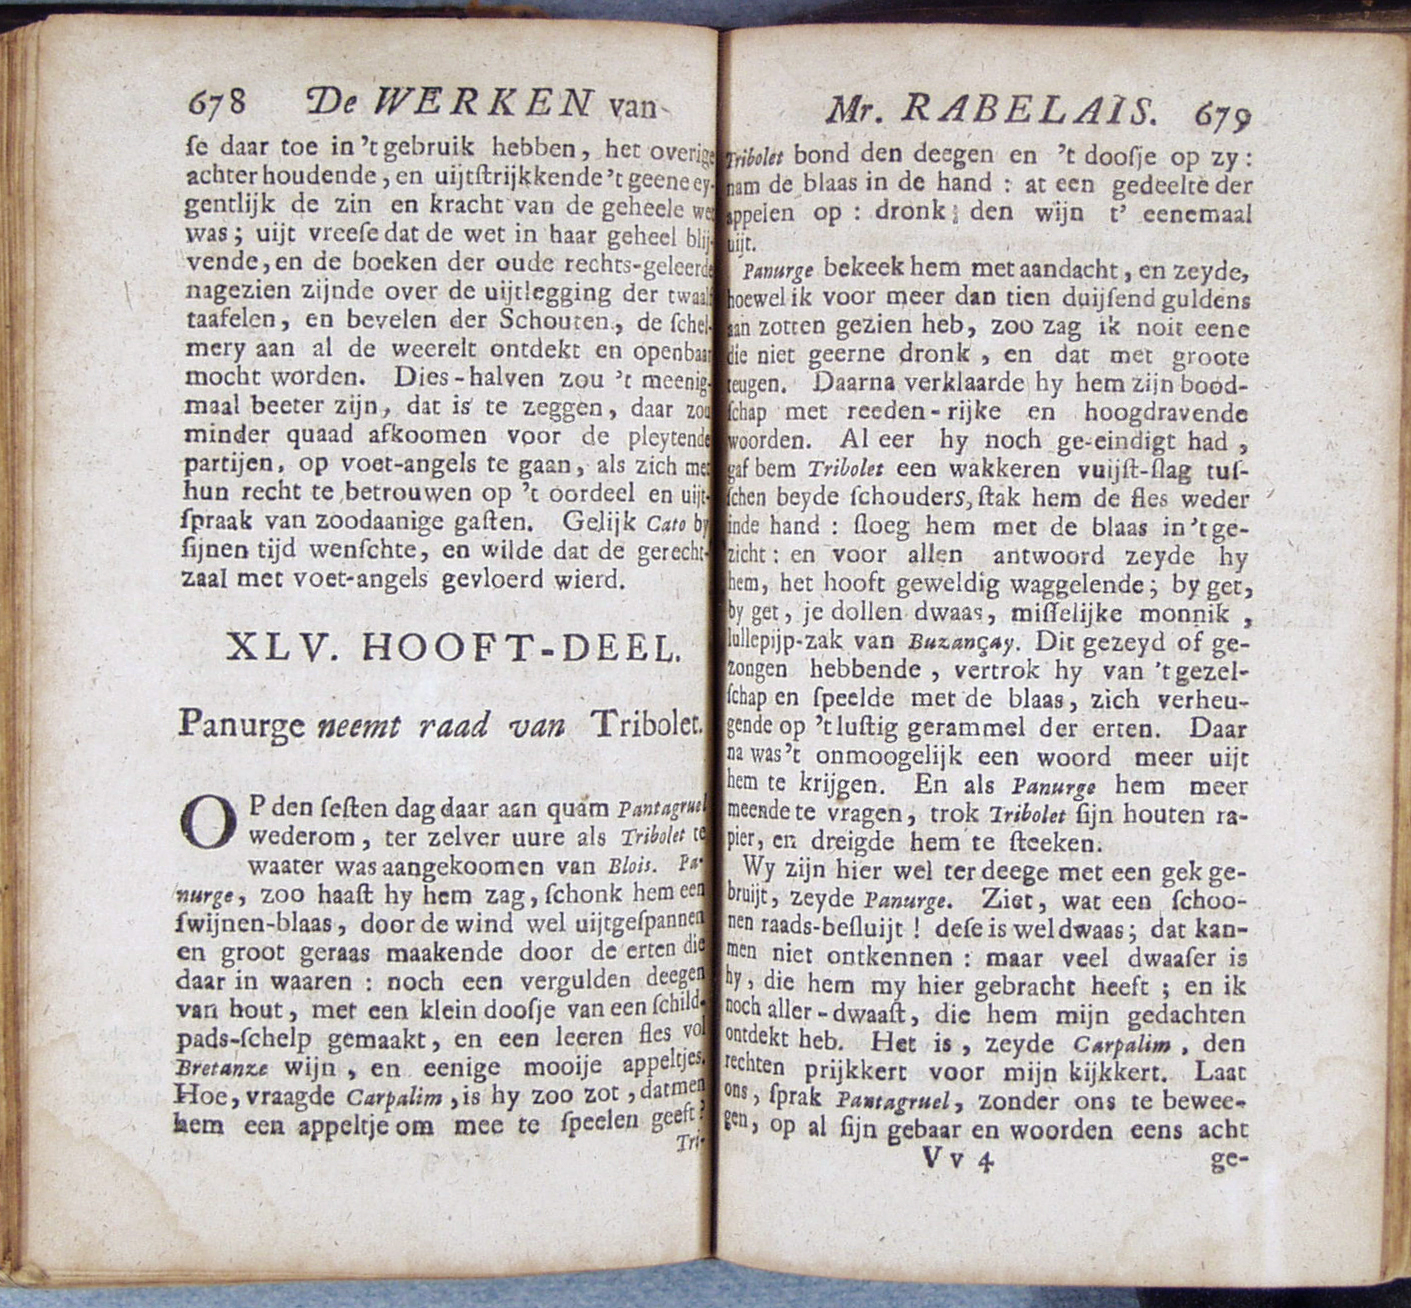 678 De WERKEN van
ſe daar toe in 't gebruik hebben, het overige
achterhoudende, en uijtſtrijkkende 't geene ey-
gentlijk de zin en kracht van de geheele wet
was; uijt vreeſe dat de wet in haar geheel blij-
vende, en de boeken der oude rechts-geleerde
nagezien zijnde over de uijtlegging der twaalf
taafelen, en bevelen der Schouten, de ſchel-
mery aan al de weerelt ontdekt en openbaar
mocht worden. Dies-halven zou 't meenig-
maal beeter zijn, dat is te zeggen, daar zou
minder quaad afkoomen voor de pleytende
partijen, op voet-angels te gaan, als zich met
hun recht te betrouwen op 't oordeel en uijt-
ſpraak van zoodaanige gaſten. Gelijk Cato by
ſijnen tijd wenſchte, en wilde dat de gerecht-
zaal met voet-angels gevloerd wierd.
XLV. HOOFT-DEEL.
Panurge neemt raad van Tribolet.
OP den ſeſten dag daar aan quam Pantagruel
wederom, ter zelver uure als Tribolet te
waater was aangekoomen van Blois. Pa-
nurge, zoo haaſt hy hem zag, ſchonk hem een
ſwijnen-blaas, door de wind wel uijtgeſpannen
en groot geraas maakende door de erten die
daar in waaren : noch een vergulden deegen
van hout, met een klein doosje van een ſchild-
pads-ſchelp gemaakt, en een leeren fles vol
Bretanze wijn, en eenige mooije appeltjes.
Hoe, vraagde Carpalim, is hy zoo zot, datmen
hem een appeltje om mee te ſpeelen geeft?
Tri-
Mr. RABELAIS. 679
Tribolet bond den deegen en 't doosje op zy:
nam de blaas in de hand : at een gedeelte der
appelen op : dronk: den wijn t' eenemaal
uijt.
Panurge bekeek hem met aandacht, en zeyde,
hoewel ik voor meer dan tien duijſend guldens
aan zotten gezien heb, zoo zag ik noit eene
die niet geerne dronk, en dat met groote
teugen. Daarna verklaarde hy hem zijn bood-
ſchap met reeden-rijke en hoogdravende
woorden. Al eer hy noch ge-eindigt had,
gaf bem Tribolet een wakkeren vuijſt-ſlag tuſ-
ſchen beyde ſchouders, ſtak hem de fles weder
inde hand : ſloeg hem met de blaas in 't ge-
zicht : en voor allen antwoord zeyde hy
hem, het hooft geweldig waggelende; by get,
by get, je dollen dwaas, miſſelijke monnik,
lullepijp-zak van Buzançay. Dit gezeyd of ge-
zongen hebbende, vertrok hy van 't gezel-
ſchap en ſpeelde met de blaas, zich verheu-
gende op 't luſtig gerammel der erten. Daar
na was 't onmoogelijk een woord meer uijt
hem te krijgen. En als Panurge hem meer
meende te vragen, trok Tribolet ſijn houten ra-
pier, en dreigde hem te ſteeken.
Wy zijn hier wel ter deege met een gek ge-
bruijt, zeyde Panurge. Ziet, wat een ſchoo-
nen raads-beſluijt! deſe is wel dwaas; dat kan-
men niet ontkennen : maar veel dwaaſer is
hy, die hem my hier gebracht heeft; en ik
noch aller-dwaaſt, die hem mijn gedachten
ontdekt heb. Het is, zeyde Carpalim, den
rechten prijkkert voor mijn kijkkert. Laat
ons, ſprak Pantagruel, zonder ons te bewee-
gen, op al ſijn gebaar en woorden eens acht
Vv 4 ge-